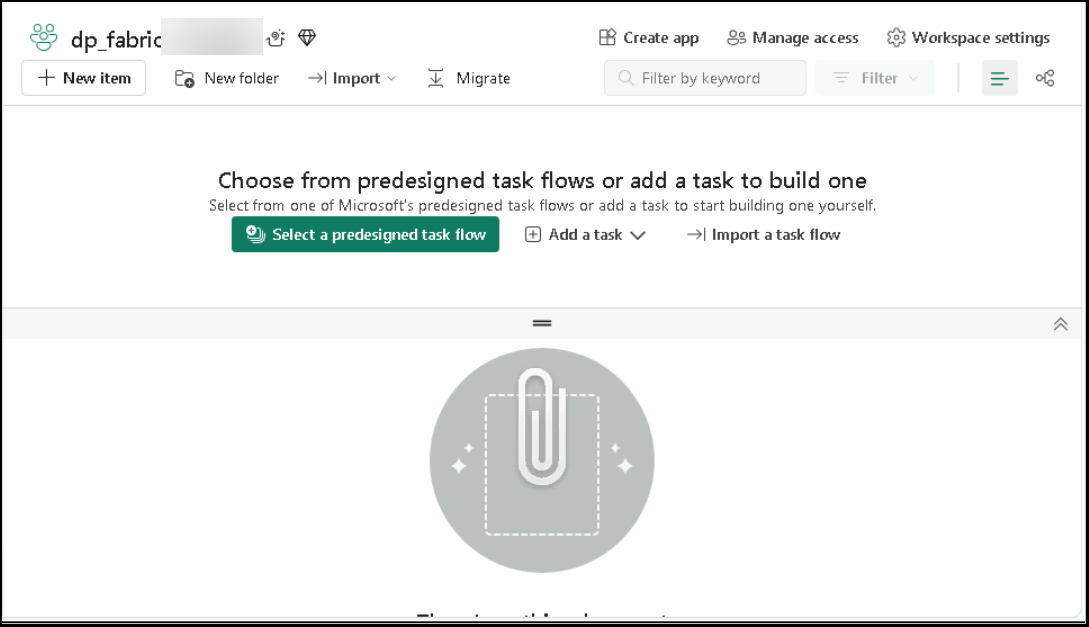 dp_fabric
Create app
Manage access
Workspace settings
New item
New folder
Import
Migrate
Filter by keyword
Filter
Choose from predesigned task flows or add a task to build one
Select from one of Microsoft's predesigned task flows or add a task to start building one yourself.
Select a predesigned task flow
Add a task
Import a task flow